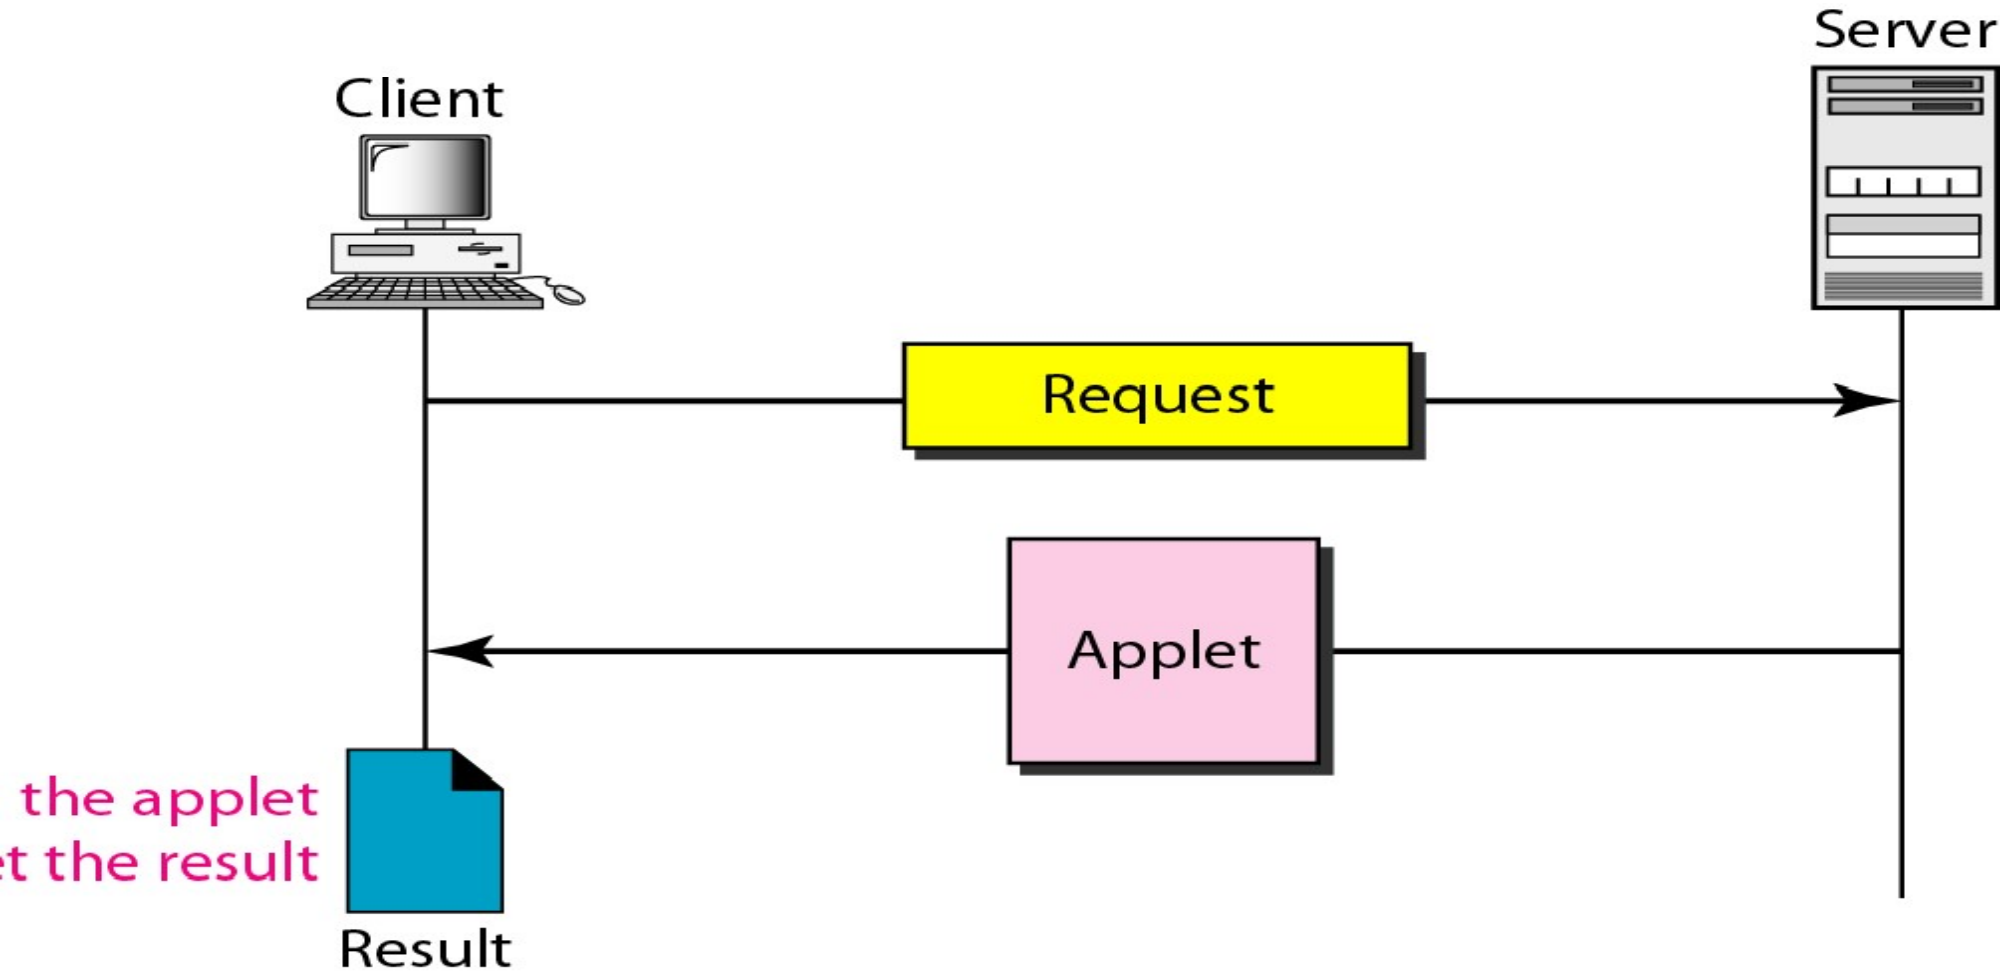 Server
Client
Request
Applet
the applet
the result
Result